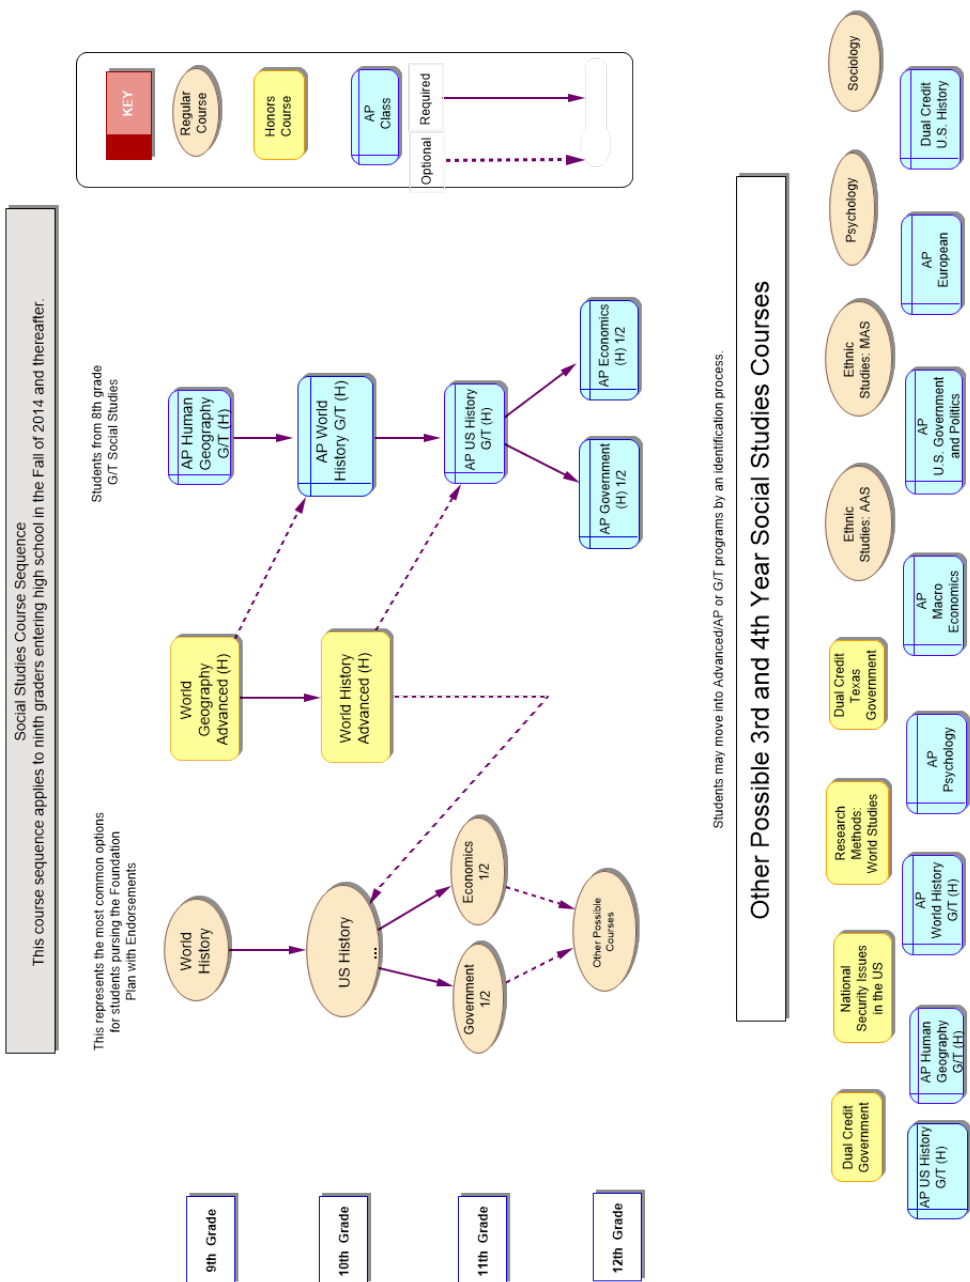 Social Studies Course Sequence
This course sequence applies to ninth graders entering high school in the Fall of 2014 and thereafter.
KEY
Regular
Course
Honors
Course
AP
Class
Optional
Required
This represents the most common options
for students pursing the Foundation
Plan with Endorsements
Students from 8th grade
G/T Social Studies
9th Grade
World
History
World
Geography
Advanced (H)
AP Human
Geography
G/T (H)
10th Grade
US History
...
World History
Advanced (H)
AP World
History G/T (H)
11th Grade
Government
1/2
Economics
1/2
AP US History
G/T (H)
12th Grade
Other Possible
Courses
AP Government
(H) 1/2
AP Economics
(H) 1/2
Students may move into Advanced/AP or G/T programs by an identification process.
Other Possible 3rd and 4th Year Social Studies Courses
Dual Credit
Government
National
Security Issues
in the US
Research
Methods:
World Studies
Dual Credit
Texas
Government
Ethnic
Studies: AAS
Ethnic
Studies: MAS
Psychology
Sociology
AP US History
G/T (H)
AP Human
Geography
G/T (H)
AP
World History
G/T (H)
AP
Psychology
AP
Macro
Economics
AP
U.S. Government
and Politics
AP
European
Dual Credit
U.S. History